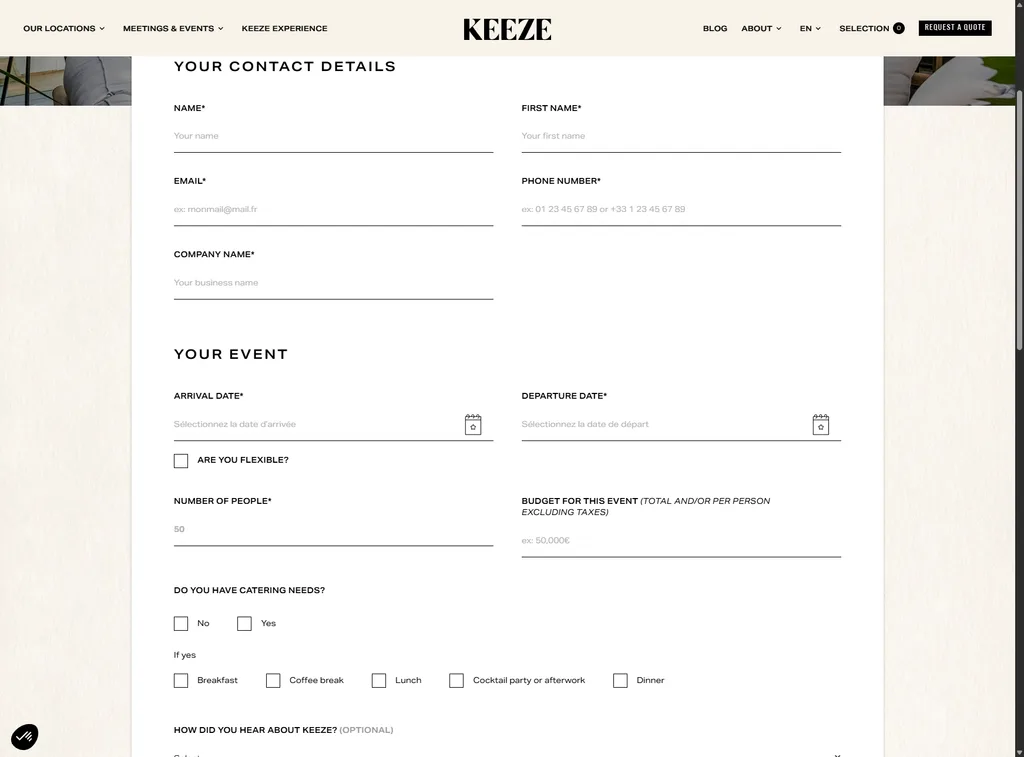 OUR LOCATIONS MEETINGS & EVENTS KEEZE EXPERIENCE KEEZE BLOG ABOUT EN SELECTION 0 REQUEST A QUOTE
YOUR CONTACT DETAILS
NAME* FIRST NAME*
Your name Your first name
EMAIL* PHONE NUMBER*
ex: monmail@mail.fr ex: 01 23 45 67 89 or +33 1 23 45 67 89
COMPANY NAME*
Your business name
YOUR EVENT
ARRIVAL DATE* DEPARTURE DATE*
Sélectionnez la date d'arrivée Sélectionnez la date de départ
ARE YOU FLEXIBLE?
NUMBER OF PEOPLE* BUDGET FOR THIS EVENT (TOTAL AND/OR PER PERSON
EXCLUDING TAXES)
50
ex: 50,000€
DO YOU HAVE CATERING NEEDS?
No Yes
If yes
Breakfast Coffee break Lunch Cocktail party or afterwork Dinner
HOW DID YOU HEAR ABOUT KEEZE? (OPTIONAL)